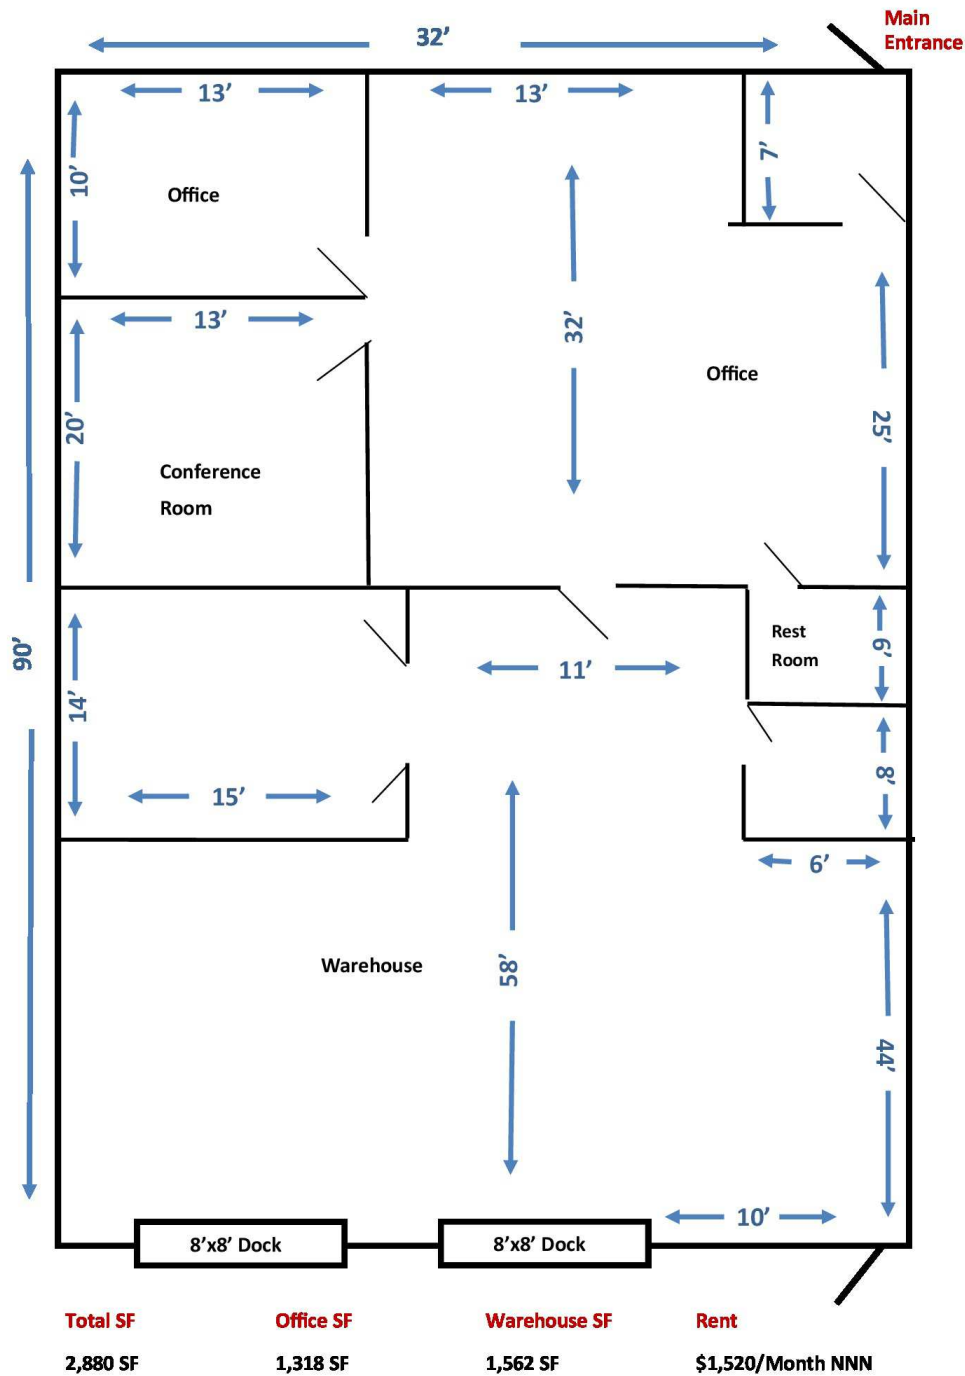 32’
Main
Entrance
13’
13’
10’
7’
Office
13’
32’
20’
Office
25’
Conference
Room
90’
14’
11’
Rest
Room
6’
8’
15’
6’
Warehouse
58’
44’
10’
8’x8’ Dock
8’x8’ Dock
Total SF
Office SF
Warehouse SF
Rent
2,880 SF
1,318 SF
1,562 SF
$1,520/Month NNN